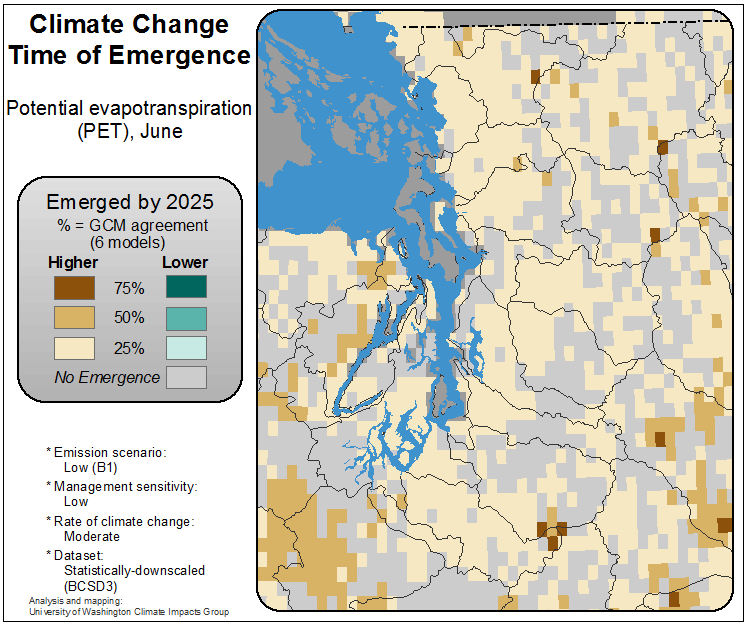 Climate Change
Time of Emergence
Potential evapotranspiration
(PET), June
Emerged by 2025
% = GCM agreement
(6 models)
Higher Lower
75%
50%
25%
No Emergence
* Emission scenario:
Low (B1)
* Management sensitivity:
Low
* Rate of climate change:
Moderate
* Dataset:
Statistically-downscaled
(BCSD3)
Analysis and mapping:
University of Washington Climate Impacts Group